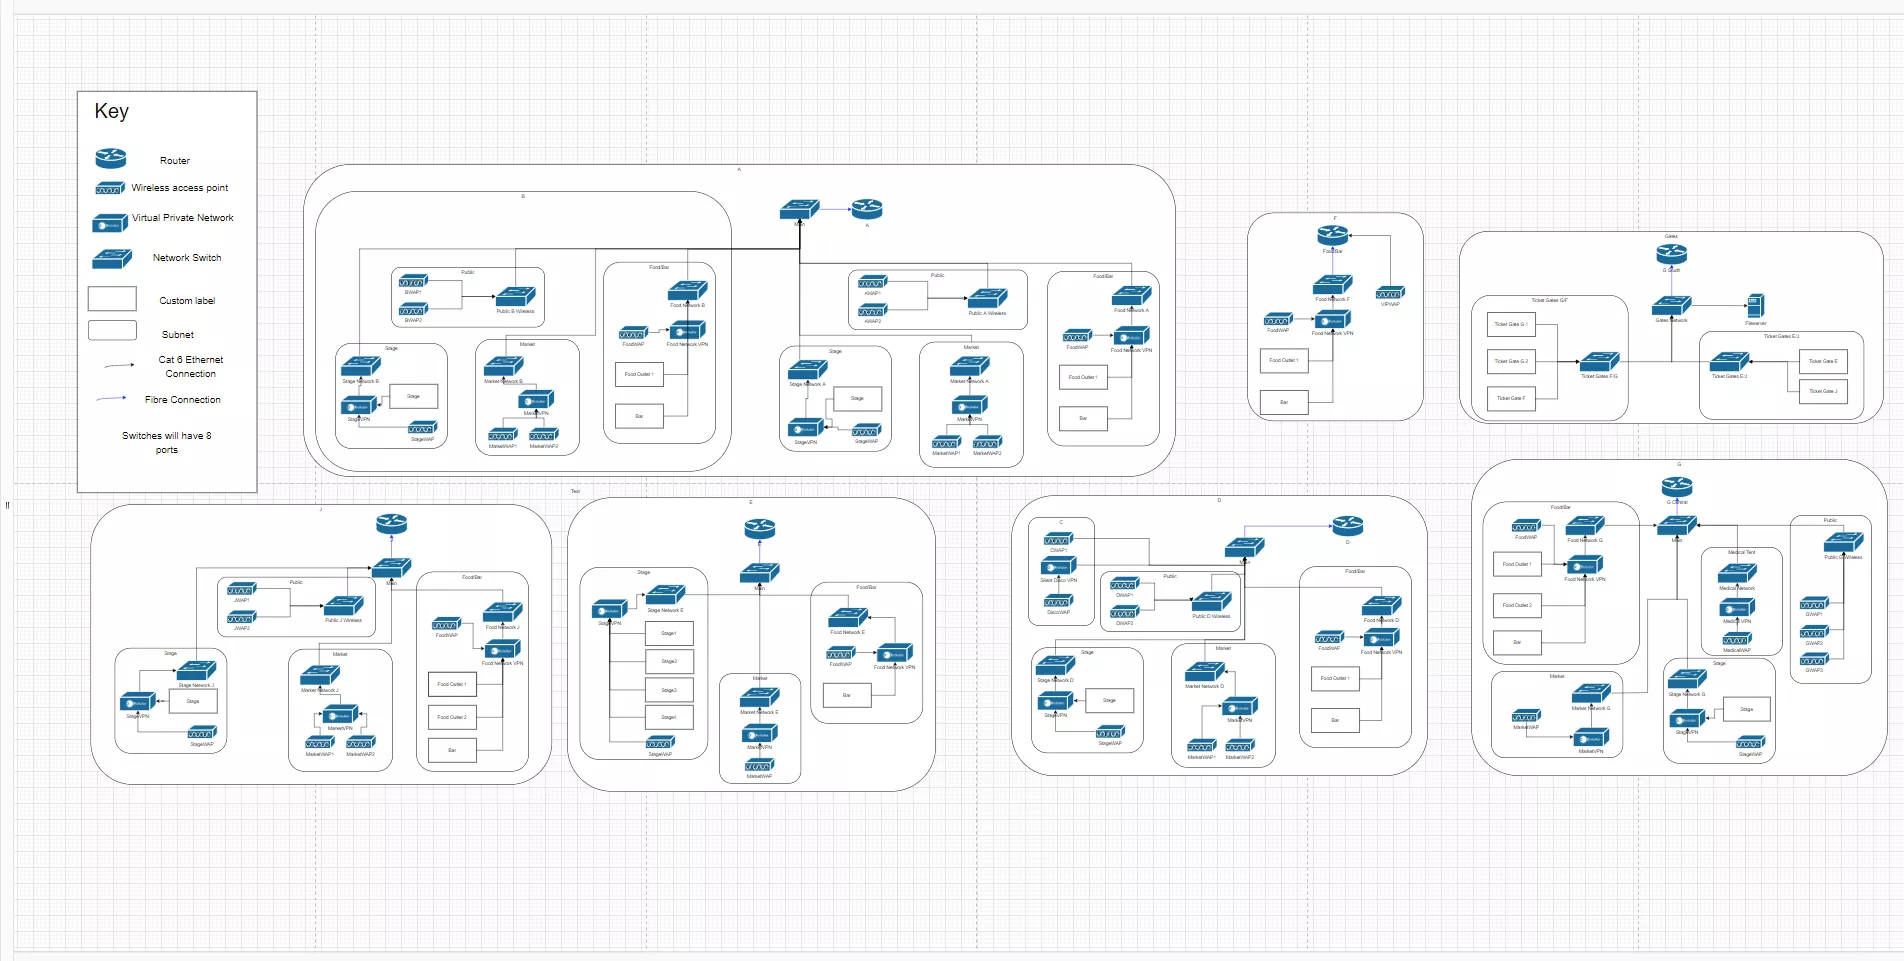 Key
Router
Wireless access point
Virtual Private Network
Network Switch
Custom label
Subnet
Cat 6 Ethernet
Connection
Fibre Connection
Switches will have 8
ports
A
B
Main
A
Public
BWAP1
BWAP2
Public B Wireless
Food/Bar
Food Network B
FoodWAP
Food Network VPN
Food Outlet 1
Bar
Stage
Stage Network B
StageVPN
Stage
StageWAP
Market
Market Network B
MarketVPN
MarketWAP1
MarketWAP2
Public
AWAP1
AWAP2
Public A Wireless
Food/Bar
Food Network A
FoodWAP
Food Network VPN
Food Outlet 1
Bar
Stage
Stage Network A
Stage
StageVPN
StageWAP
Market
Market Network A
MarketVPN
MarketWAP1
MarketWAP2
F
Food/Bar
Food Network F
VIPWAP
FoodWAP
Food Network VPN
Food Outlet 1
Bar
Gates
G South
Gates Network
Fileserver
Ticket Gates G/F
Ticket Gate G 1
Ticket Gate G 2
Ticket Gate F
Ticket Gates F/G
Ticket Gates E/J
Ticket Gates E/J
Ticket Gate E
Ticket Gate J
Text
J
Main
Public
JWAP1
JWAP2
Public J Wireless
Food/Bar
Food Network J
FoodWAP
Food Network VPN
Food Outlet 1
Food Outlet 2
Bar
Stage
Stage Network J
StageVPN
Stage
StageWAP
Market
Market Network J
MarketVPN
MarketWAP1
MarketWAP2
E
E
Main
Stage
Stage Network E
StageVPN
Stage1
Stage2
Stage3
Stage4
StageWAP
Food/Bar
Food Network E
FoodWAP
Food Network VPN
Bar
Market
Market Network E
MarketVPN
MarketWAP
D
D
Main
C
CWAP1
Silent Disco VPN
DiscoWAP
Public
DWAP1
DWAP2
Public D Wireless
Food/Bar
Food Network D
FoodWAP
Food Network VPN
Food Outlet 1
Bar
Stage
Stage Network D
StageVPN
Stage
StageWAP
Market
Market Network D
MarketVPN
MarketWAP1
MarketWAP2
G
G Central
Main
Food/Bar
FoodWAP
Food Network G
Food Outlet 1
Food Network VPN
Food Outlet 2
Bar
Public
Public G Wireless
GWAP1
GWAP2
GWAP3
Medical Tent
Medical Network
Medical VPN
MedicalWAP
Market
Market Network G
MarketWAP
MarketVPN
Stage
Stage Network G
Stage
StageVPN
StageWAP